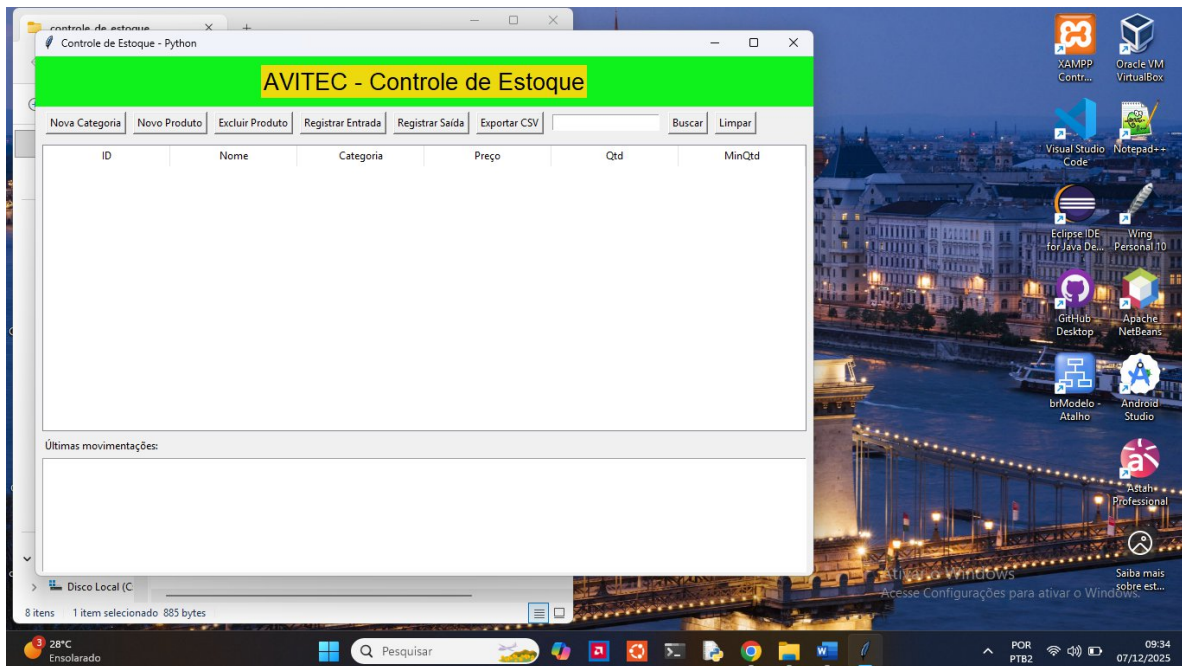 controle_de_estoque
Controle de Estoque - Python
AVITEC - Controle de Estoque
Nova Categoria
Novo Produto
Excluir Produto
Registrar Entrada
Registrar Saída
Exportar CSV
Buscar
Limpar
ID Nome Categoria Preço Qtd MinQtd
Últimas movimentações:
Disco Local (C
8 itens 1 item selecionado 885 bytes
XAMPP
Contr...
Oracle VM
VirtualBox
Visual Studio
Code
Notepad++
Eclipse IDE
for Java De...
Wing
Personal 10
GitHub
Desktop
Apache
NetBeans
brModelo -
Atalho
Android
Studio
Astah
Professional
Saiba mais
sobre est...
Ativar o Windows
Acesse Configurações para ativar o Windows.
3
28°C
Ensolarado
Pesquisar
POR
PTB2
09:34
07/12/2025